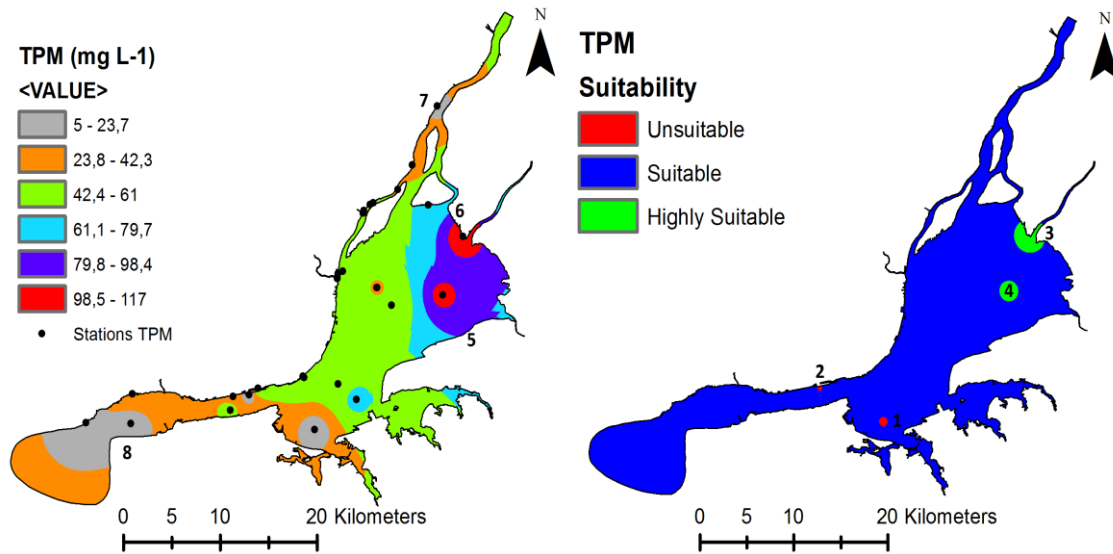 TPM (mg L-1)
<VALUE>
5 - 23,7
23,8 - 42,3
42,4 - 61
61,1 - 79,7
79,8 - 98,4
98,5 - 117
Stations TPM
N
7
6
5
8
0 5 10 20 Kilometers
TPM
Suitability
Unsuitable
Suitable
Highly Suitable
N
3
4
2
1
0 5 10 20 Kilometers